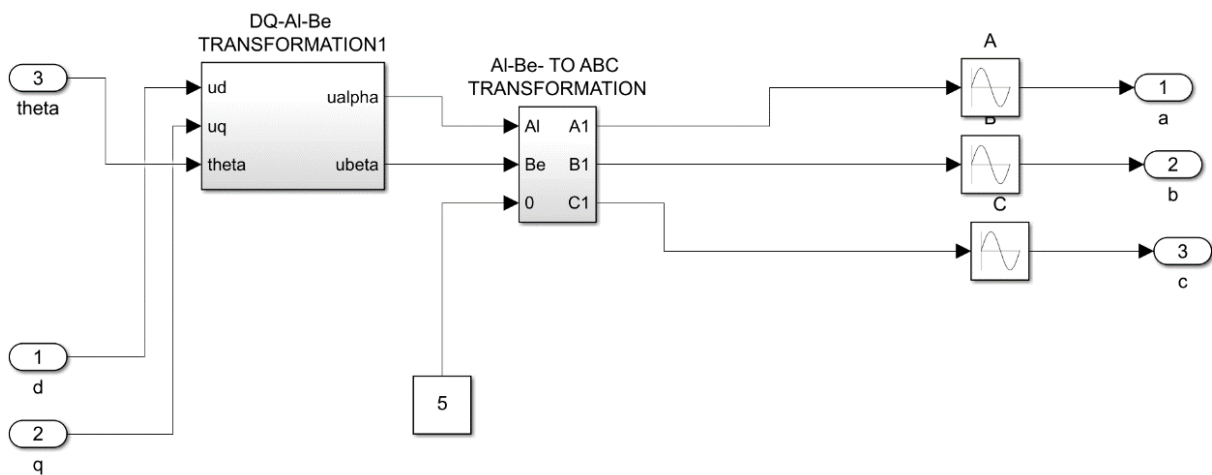 DQ-Al-Be
TRANSFORMATION1
3
theta
ud
uq
theta
ualpha
ubeta
Al-Be- TO ABC
TRANSFORMATION
Al
Be
0
A1
B1
C1
A
1
a
B
2
b
C
3
c
1
d
5
2
q